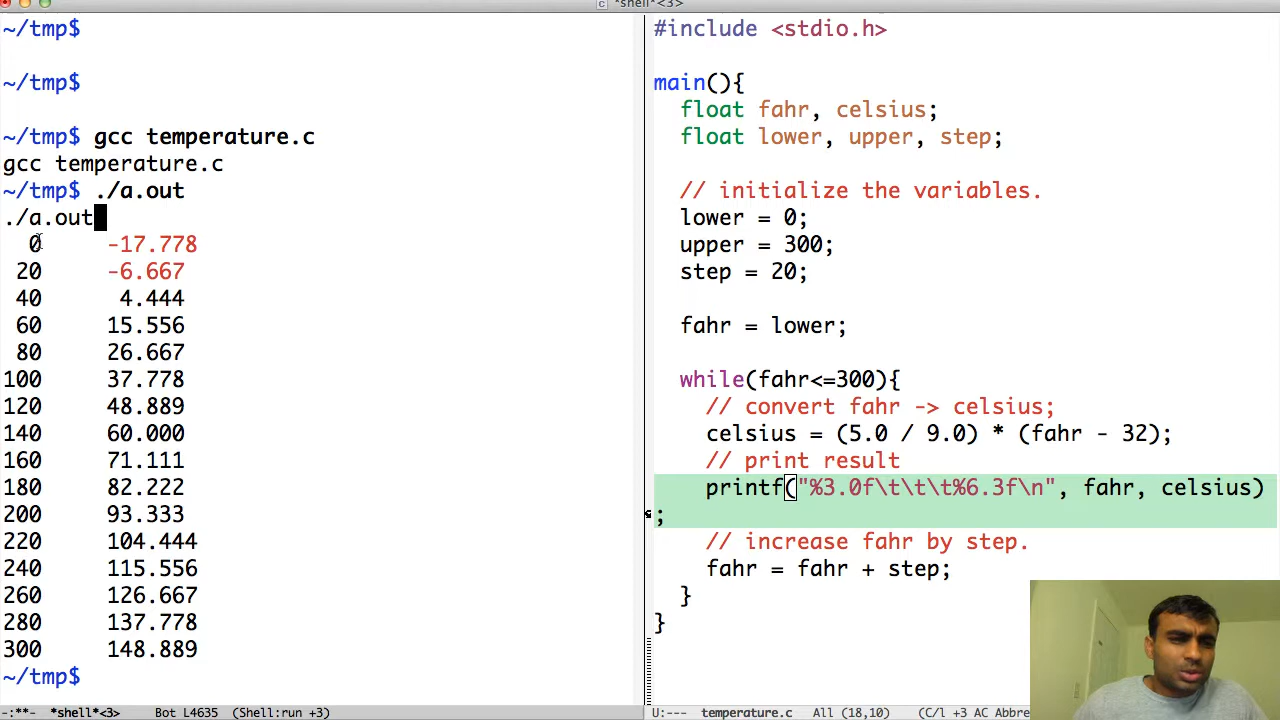 *shell*<3>
~/tmp$
~/tmp$
~/tmp$ gcc temperature.c
gcc temperature.c
~/tmp$ ./a.out
./a.out
0 -17.778
20 -6.667
40 4.444
60 15.556
80 26.667
100 37.778
120 48.889
140 60.000
160 71.111
180 82.222
200 93.333
220 104.444
240 115.556
260 126.667
280 137.778
300 148.889
~/tmp$
-:**- *shell*<3> Bot L4635 (Shell:run +3)
#include <stdio.h>
main(){
float fahr, celsius;
float lower, upper, step;
// initialize the variables.
lower = 0;
upper = 300;
step = 20;
fahr = lower;
while(fahr<=300){
// convert fahr -> celsius;
celsius = (5.0 / 9.0) * (fahr - 32);
// print result
printf("%3.0f\t\t\t%6.3f\n", fahr, celsius)
;
// increase fahr by step.
fahr = fahr + step;
}
}
U:--- temperature.c All (18,10) (C/l +3 AC Abbre